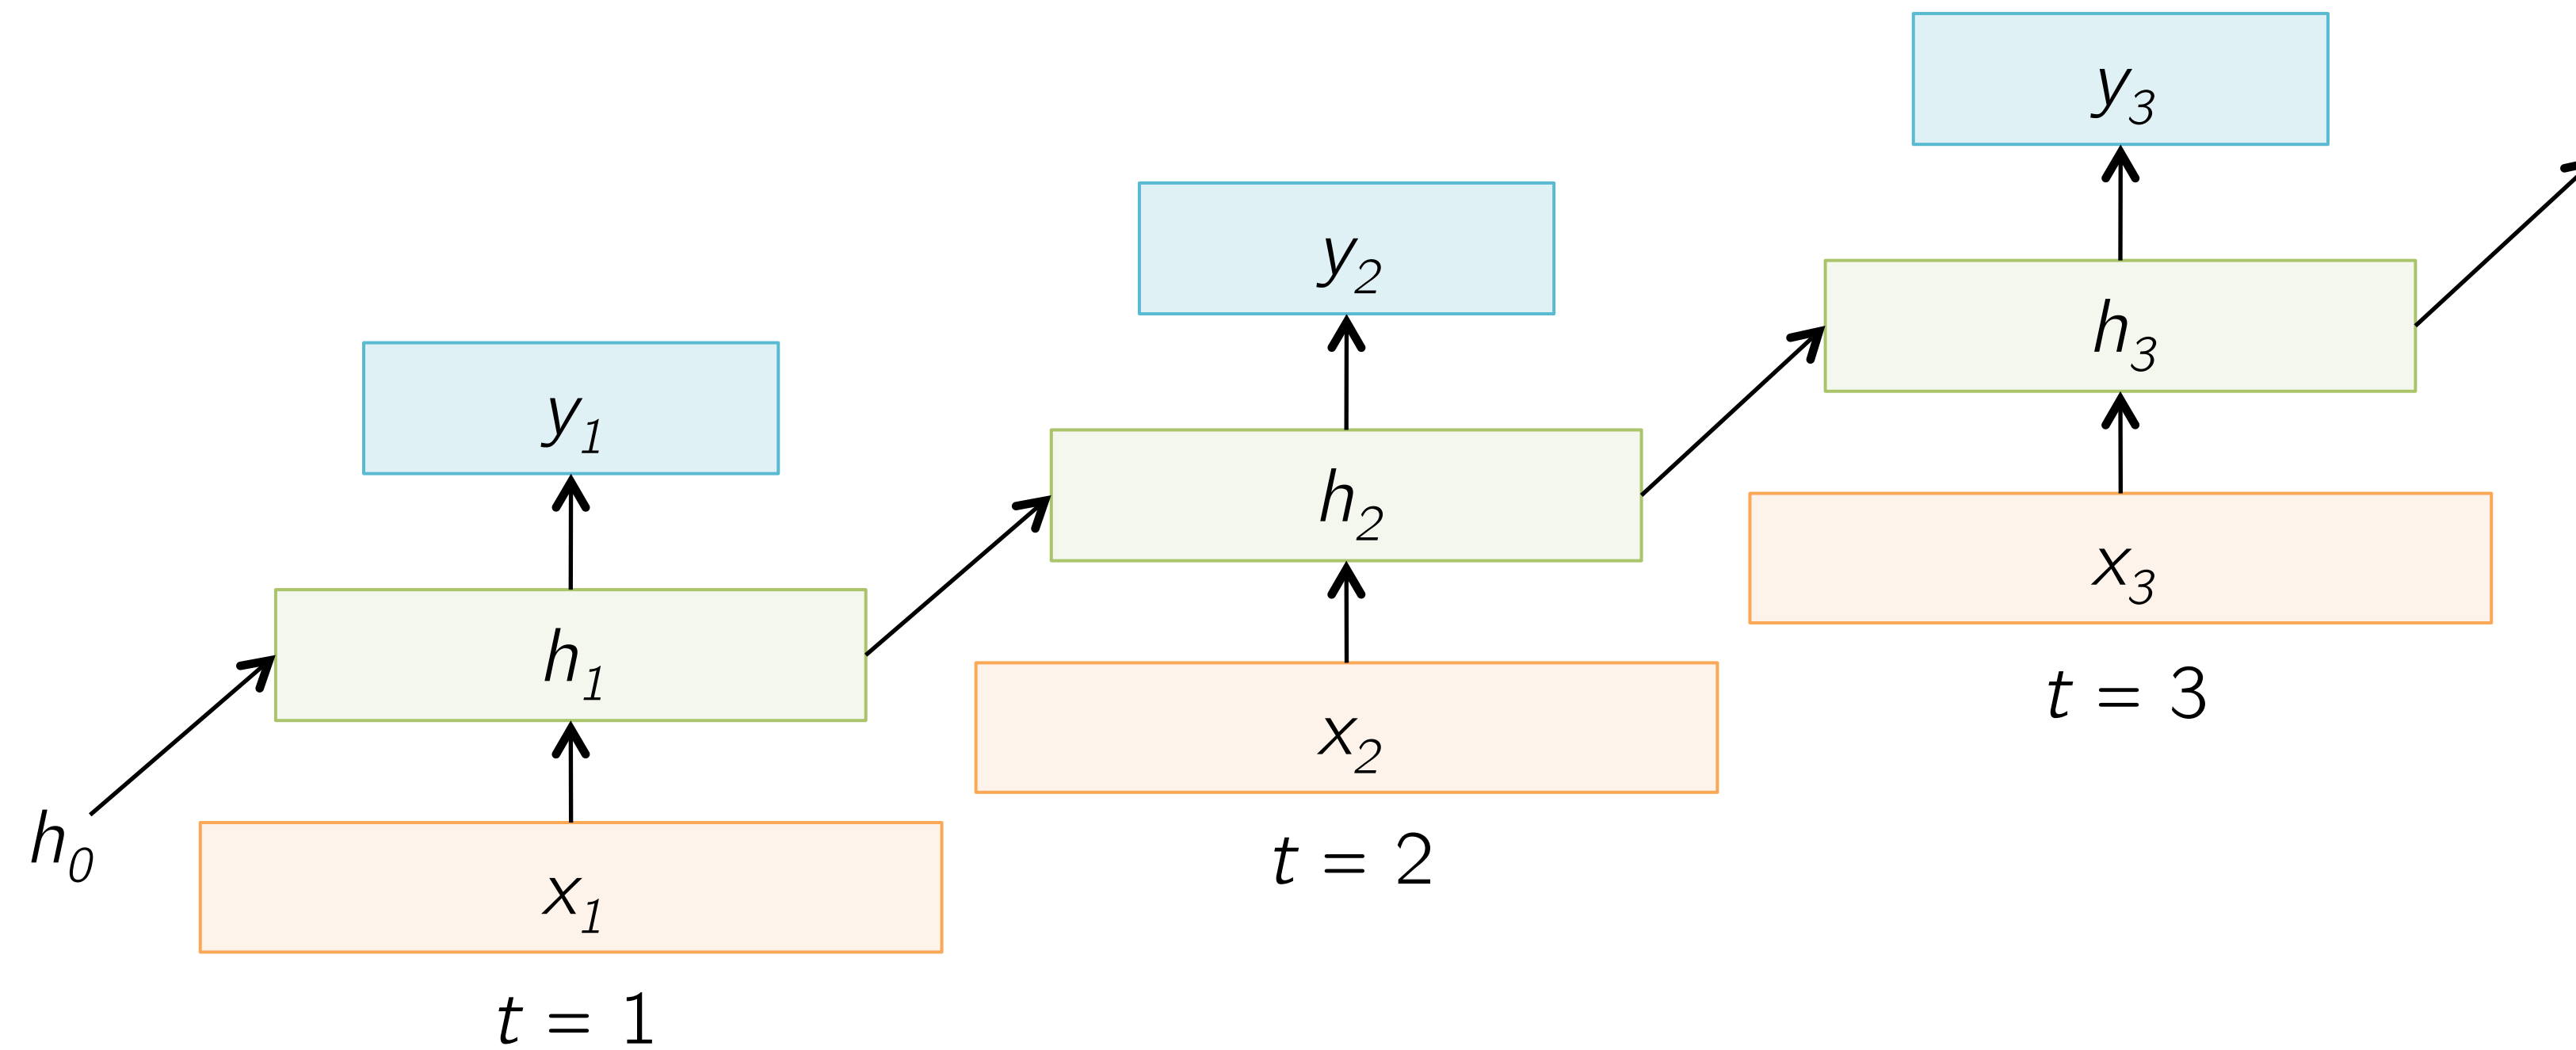 y3
y2
h3
y1
h2
x3
h1
t = 3
x2
h0
t = 2
x1
t = 1